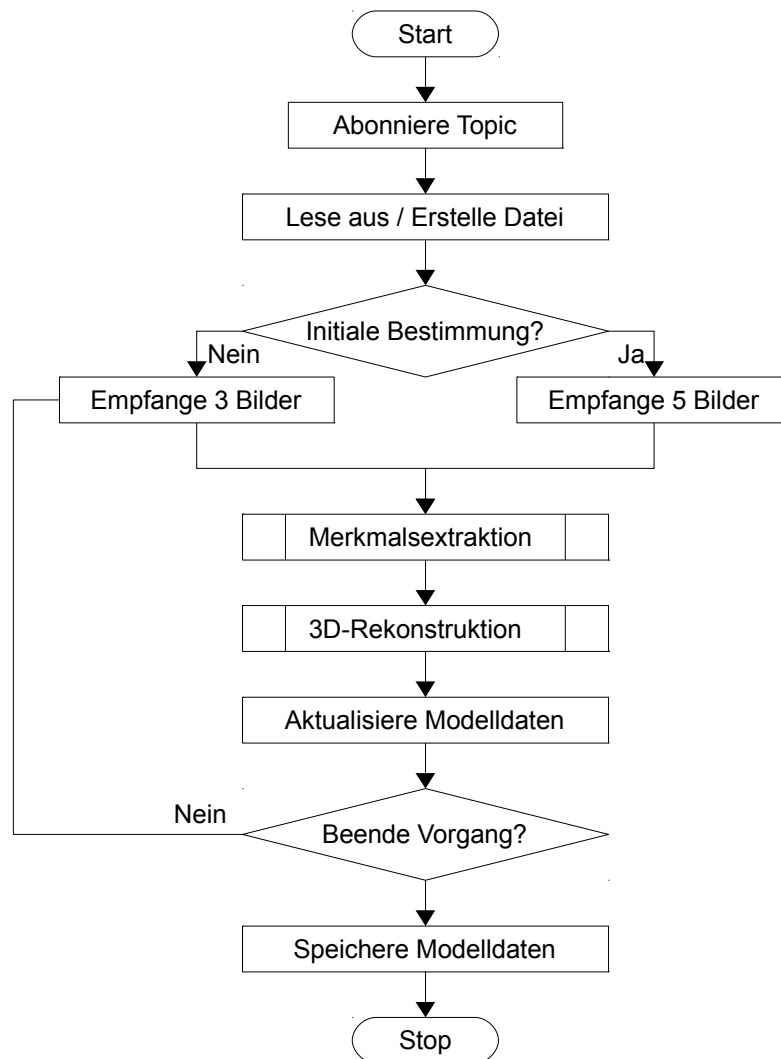 Start
Abonniere Topic
Lese aus / Erstelle Datei
Initiale Bestimmung?
Nein
Ja
Empfange 3 Bilder
Empfange 5 Bilder
Merkmalsextraktion
3D-Rekonstruktion
Aktualisiere Modelldaten
Nein
Beende Vorgang?
Speichere Modelldaten
Stop